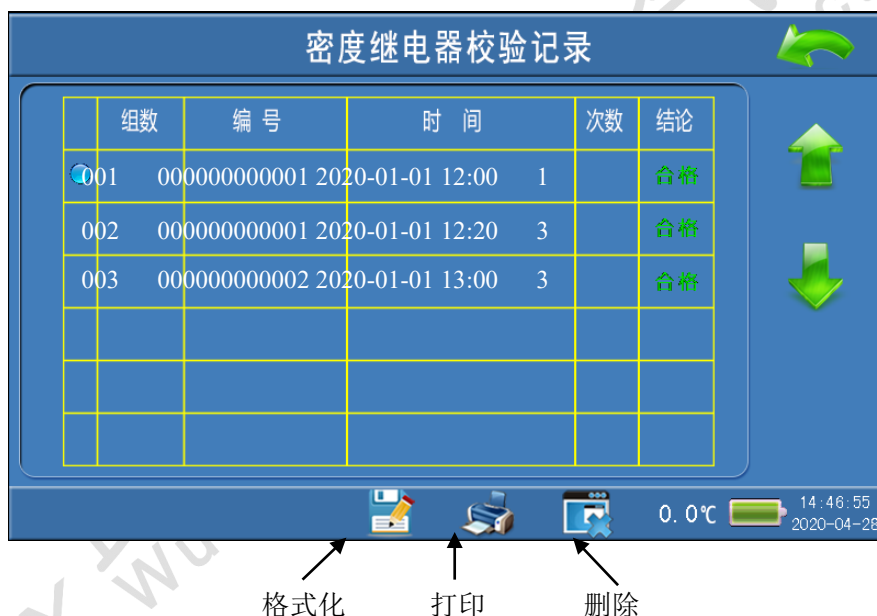 密度继电器校验记录
组数 编 号 时 间 次数 结论
001 000000000001 2020-01-01 12:00 1 合格
002 000000000001 2020-01-01 12:20 3 合格
003 000000000002 2020-01-01 13:00 3 合格
0.0℃ 14:46:55
2020-04-28
格式化 打印 删除
Wu